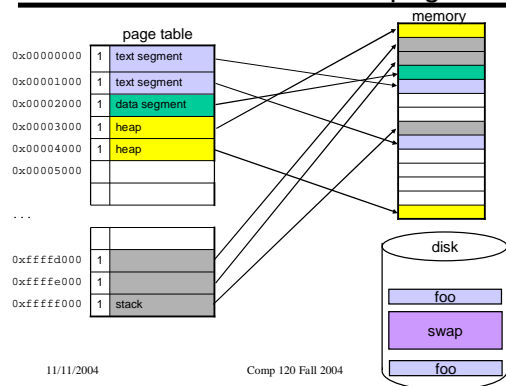 page table
memory
0x00000000 1 text segment
0x00001000 1 text segment
0x00002000 1 data segment
0x00003000 1 heap
0x00004000 1 heap
0x00005000
...
0xffffd000 1
0xffffe000 1
0xfffff000 1 stack
disk
foo
swap
foo
11/11/2004 Comp 120 Fall 2004